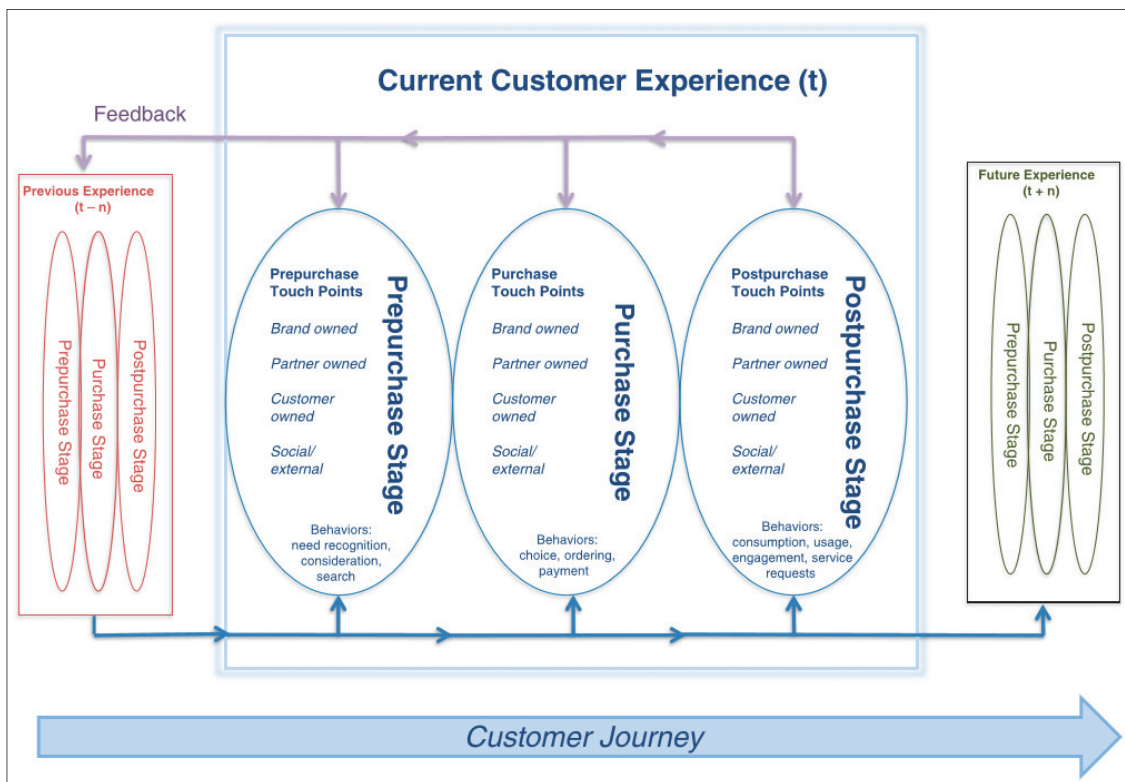 Current Customer Experience (t)
Feedback
Previous Experience
(t – n)
Prepurchase Stage
Purchase Stage
Postpurchase Stage
Prepurchase
Touch Points
Brand owned
Partner owned
Customer
owned
Social/
external
Behaviors:
need recognition,
consideration,
search
Prepurchase Stage
Purchase
Touch Points
Brand owned
Partner owned
Customer
owned
Social/
external
Behaviors:
choice, ordering,
payment
Purchase Stage
Postpurchase
Touch Points
Brand owned
Partner owned
Customer
owned
Social/
external
Behaviors:
consumption, usage,
engagement, service
requests
Postpurchase Stage
Future Experience
(t + n)
Prepurchase Stage
Purchase Stage
Postpurchase Stage
Customer Journey